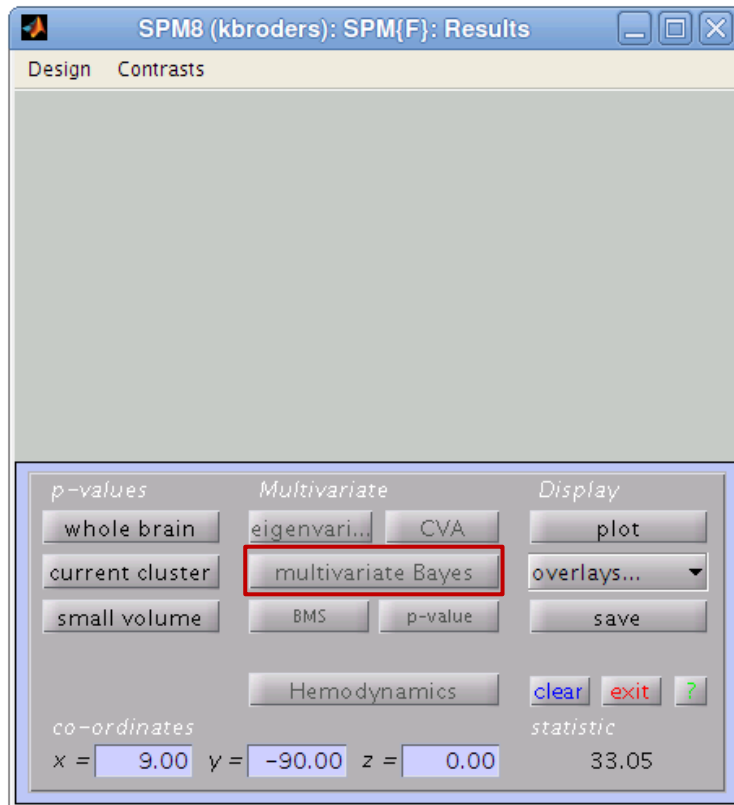 SPM8 (kbroders): SPM{F}: Results
Design Contrasts
p-values Multivariate Display
whole brain eigenvari... CVA plot
current cluster multivariate Bayes overlays...
small volume BMS p-value save
Hemodynamics clear exit ?
co-ordinates statistic
x = 9.00 y = -90.00 z = 0.00 33.05